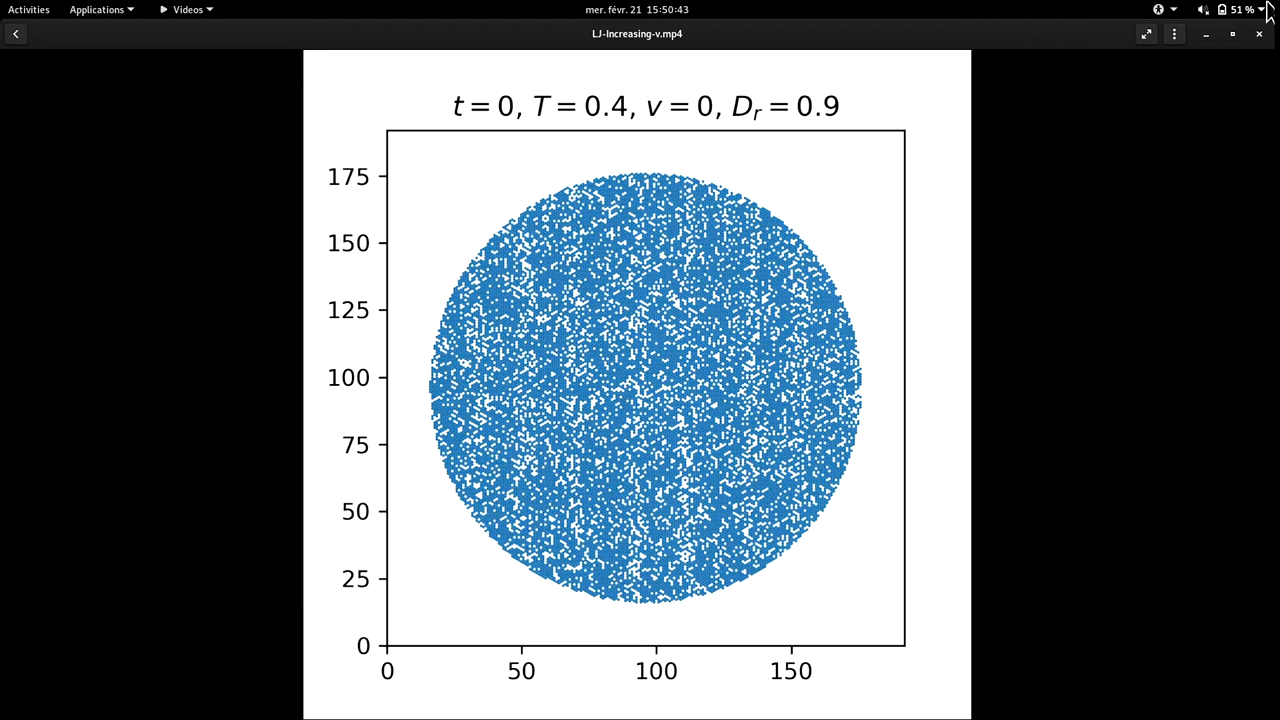 Activities Applications Videos mer. févr. 21 15:50:43 51 %
LJ-Increasing-v.mp4
t = 0, T = 0.4, v = 0, Dr = 0.9
175
150
125
100
75
50
25
0
0 50 100 150